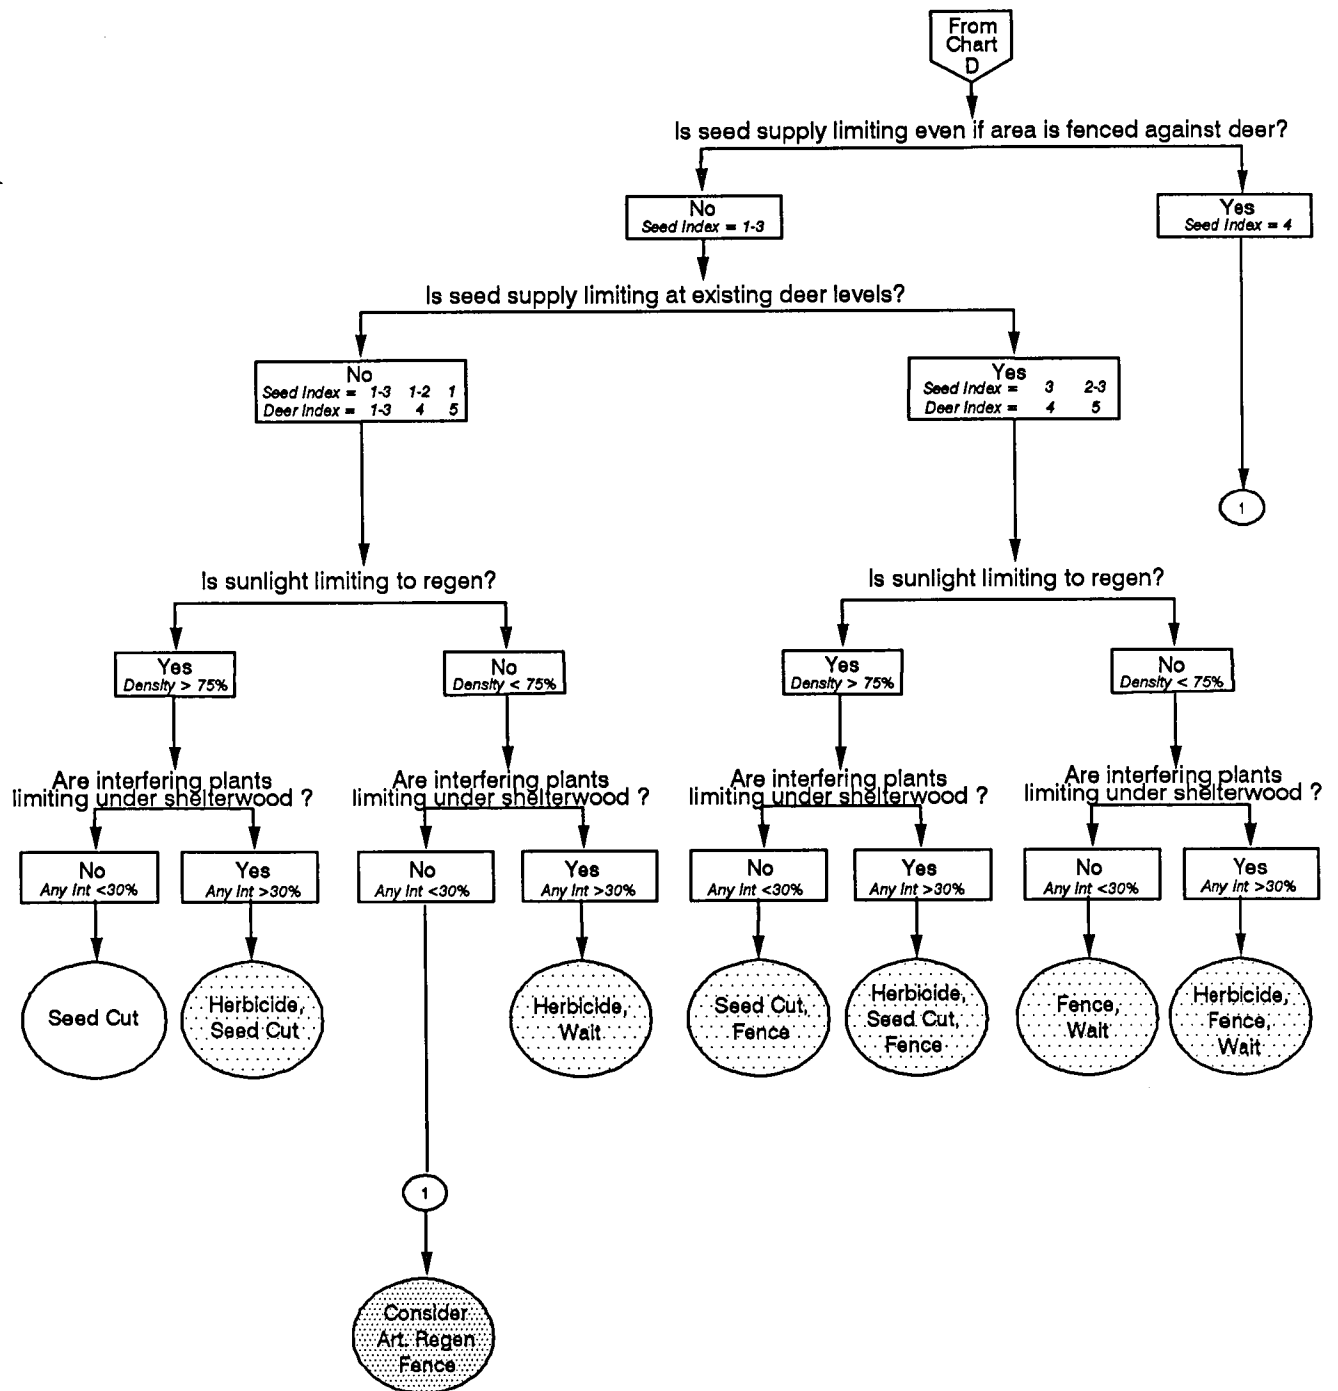 From
Chart
D
Is seed supply limiting even if area is fenced against deer?
No
Seed Index = 1-3
Yes
Seed Index = 4
Is seed supply limiting at existing deer levels?
No
Seed Index = 1-3 1-2 1
Deer Index = 1-3 4 5
Yes
Seed Index = 3 2-3
Deer Index = 4 5
1
Is sunlight limiting to regen?
Is sunlight limiting to regen?
Yes
Density > 75%
No
Density < 75%
Yes
Density > 75%
No
Density < 75%
Are interfering plants
limiting under shelterwood ?
Are interfering plants
limiting under shelterwood ?
Are interfering plants
limiting under shelterwood ?
Are interfering plants
limiting under shelterwood ?
No
Any Int <30%
Yes
Any Int >30%
No
Any Int <30%
Yes
Any Int >30%
No
Any Int <30%
Yes
Any Int >30%
No
Any Int <30%
Yes
Any Int >30%
Seed Cut
Herbicide,
Seed Cut
Herbicide,
Wait
Seed Cut,
Fence
Herbicide,
Seed Cut,
Fence
Fence,
Wait
Herbicide,
Fence,
Wait
1
Consider
Art. Regen
Fence